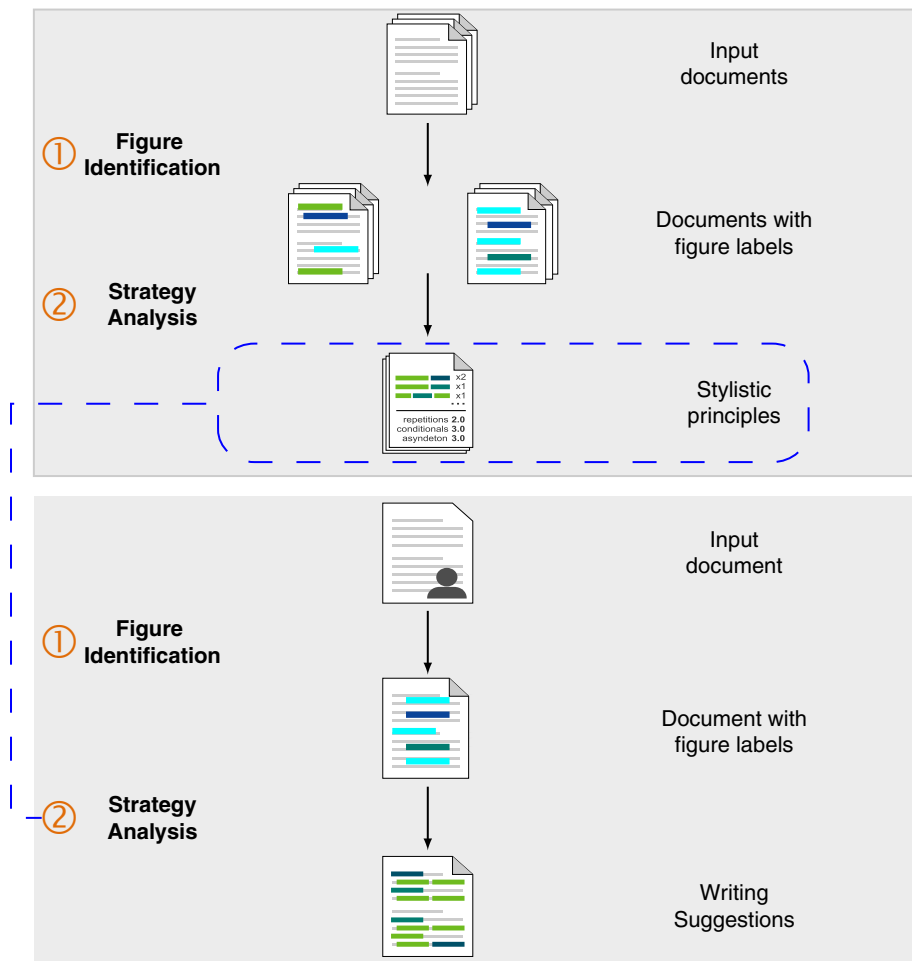 Input
documents
① Figure
Identification
Documents with
figure labels
② Strategy
Analysis
x2
x1
x1
...
repetitions 2.0
conditionals 3.0
asyndeton 3.0
Stylistic
principles
Input
document
① Figure
Identification
Document with
figure labels
② Strategy
Analysis
Writing
Suggestions